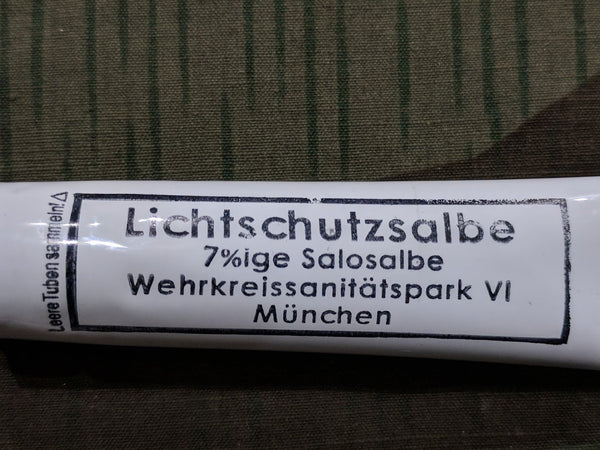 Lichtschutzsalbe
7%ige Salosalbe
Wehrkreissanitätspark VI
München
Leere Tuben sammeln!